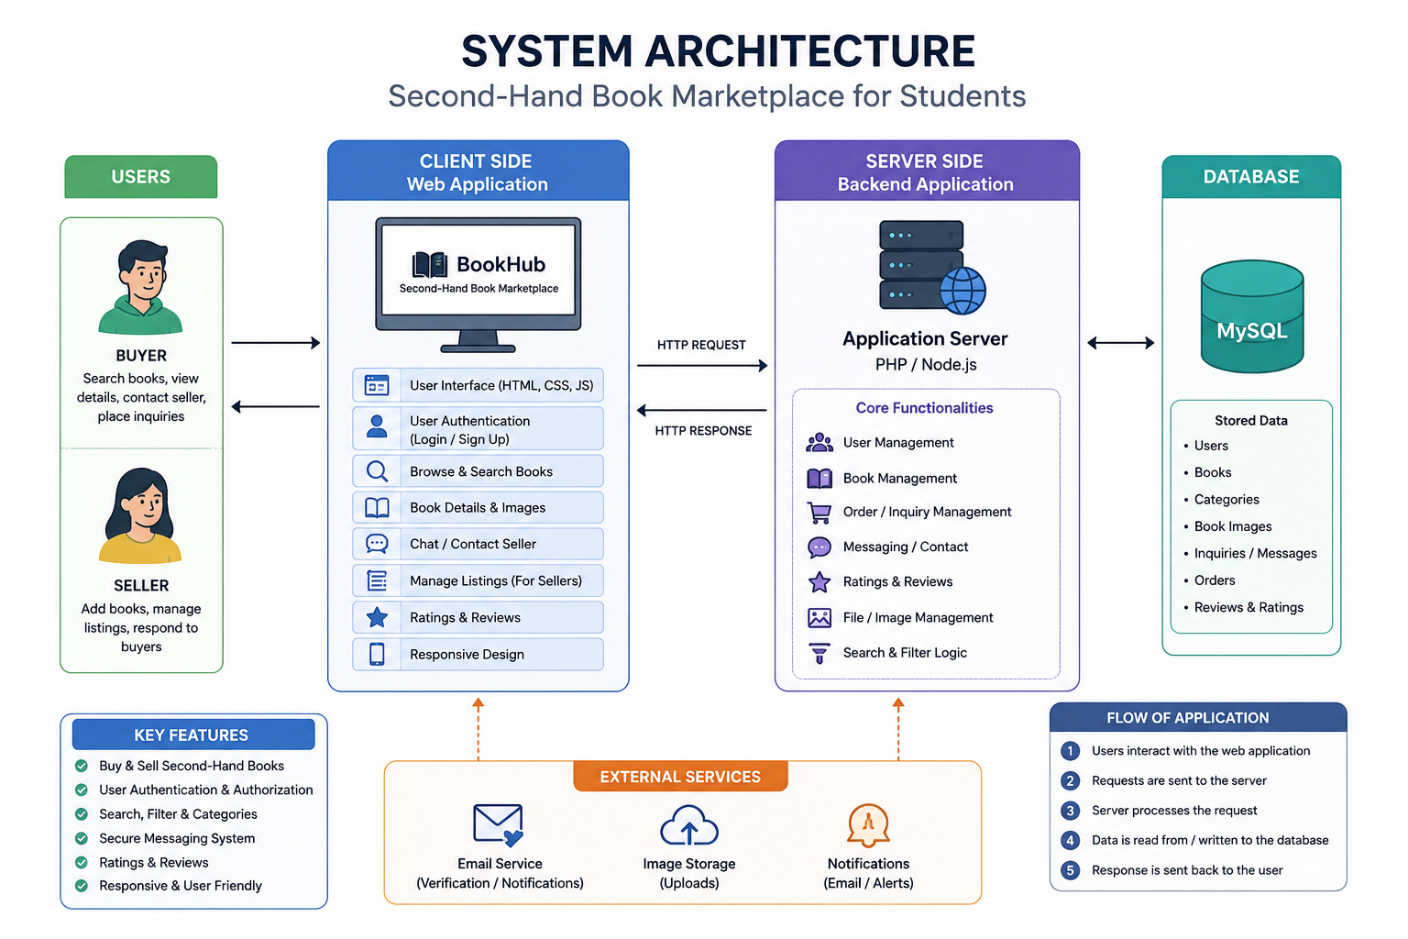 SYSTEM ARCHITECTURE
Second-Hand Book Marketplace for Students
USERS
BUYER
Search books, view
details, contact seller,
place inquiries
SELLER
Add books, manage
listings, respond to
buyers
CLIENT SIDE
Web Application
BookHub
Second-Hand Book Marketplace
User Interface (HTML, CSS, JS)
User Authentication
(Login / Sign Up)
Browse & Search Books
Book Details & Images
Chat / Contact Seller
Manage Listings (For Sellers)
Ratings & Reviews
Responsive Design
HTTP REQUEST
HTTP RESPONSE
SERVER SIDE
Backend Application
Application Server
PHP / Node.js
Core Functionalities
User Management
Book Management
Order / Inquiry Management
Messaging / Contact
Ratings & Reviews
File / Image Management
Search & Filter Logic
DATABASE
MySQL
Stored Data
• Users
• Books
• Categories
• Book Images
• Inquiries / Messages
• Orders
• Reviews & Ratings
KEY FEATURES
Buy & Sell Second-Hand Books
User Authentication & Authorization
Search, Filter & Categories
Secure Messaging System
Ratings & Reviews
Responsive & User Friendly
EXTERNAL SERVICES
Email Service
(Verification / Notifications)
Image Storage
(Uploads)
Notifications
(Email / Alerts)
FLOW OF APPLICATION
1 Users interact with the web application
2 Requests are sent to the server
3 Server processes the request
4 Data is read from / written to the database
5 Response is sent back to the user